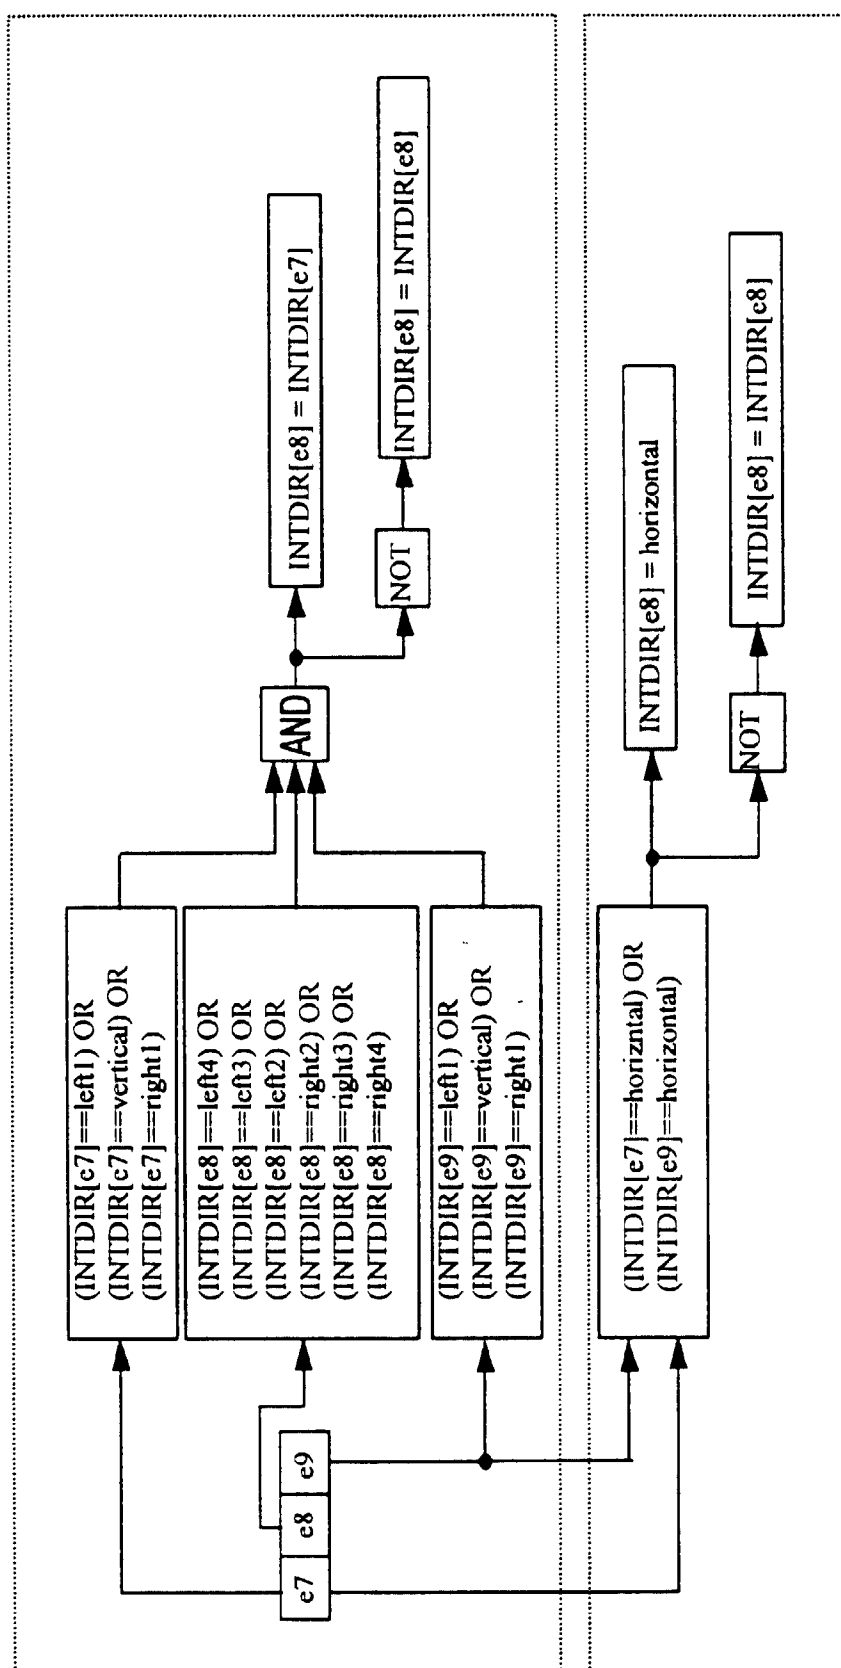 e7
e8
e9
(INTDIR[e7]==left1) OR
(INTDIR[e7]==vertical) OR
(INTDIR[e7]==right1)
(INTDIR[e8]==left4) OR
(INTDIR[e8]==left3) OR
(INTDIR[e8]==left2) OR
(INTDIR[e8]==right2) OR
(INTDIR[e8]==right3) OR
(INTDIR[e8]==right4)
(INTDIR[e9]==left1) OR
(INTDIR[e9]==vertical) OR
(INTDIR[e9]==right1)
AND
INTDIR[e8] = INTDIR[e7]
NOT
INTDIR[e8] = INTDIR[e8]
(INTDIR[e7]==horizntal) OR
(INTDIR[e9]==horizontal)
INTDIR[e8] = horizontal
NOT
INTDIR[e8] = INTDIR[e8]